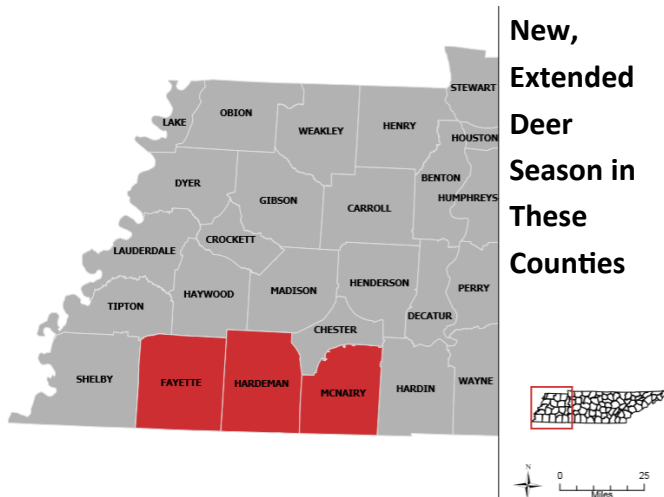 New,
Extended
Deer
Season in
These
Counties
STEWART
LAKE
OBION
WEAKLEY
HENRY
HOUSTON
DYER
GIBSON
CARROLL
BENTON
HUMPHREYS
LAUDERDALE
CROCKETT
HAYWOOD
MADISON
HENDERSON
PERRY
TIPTON
DECATUR
CHESTER
SHELBY
FAYETTE
HARDEMAN
MCNAIRY
HARDIN
WAYNE
N
0 25
Miles